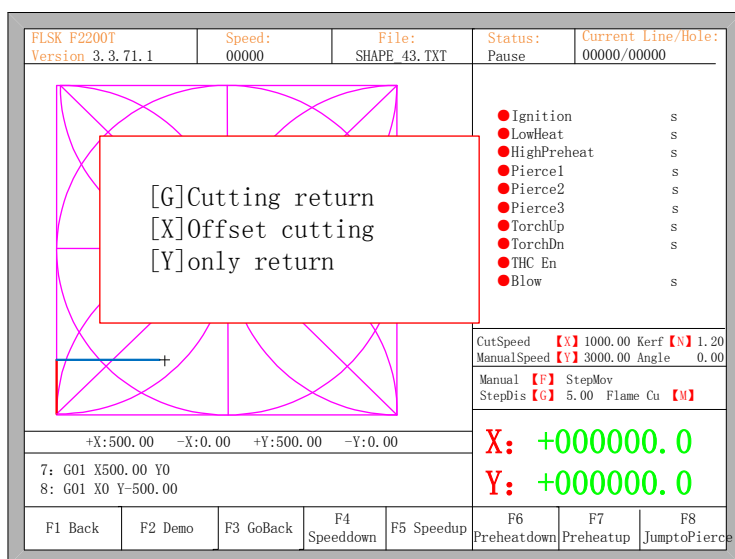 FLSK F2200T Speed: File: Status: Current Line/Hole:
Version 3.3.71.1 00000 SHAPE_43.TXT Pause 00000/00000
[G]Cutting return
[X]Offset cutting
[Y]only return
Ignition s
LowHeat s
HighPreheat s
Pierce1 s
Pierce2 s
Pierce3 s
TorchUp s
TorchDn s
THC En
Blow s
CutSpeed 【X】 1000.00 Kerf 【N】 1.20
ManualSpeed 【Y】 3000.00 Angle 0.00
Manual 【F】 StepMov
StepDis 【G】 5.00 Flame Cu 【M】
+X:500.00 -X:0.00 +Y:500.00 -Y:0.00
7: G01 X500.00 Y0
8: G01 X0 Y-500.00
X: +000000.0
Y: +000000.0
F1 Back F2 Demo F3 GoBack F4 Speeddown F5 Speedup F6 Preheatdown F7 Preheatup F8 JumptoPierce